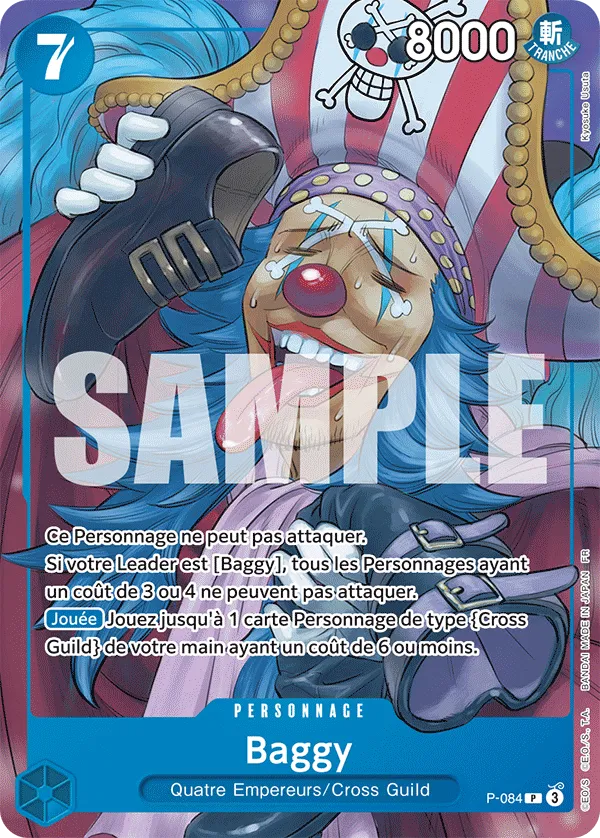 7
8000
斬
TRANCHE
Kyosuke Usuta
SAMPLE
Ce Personnage ne peut pas attaquer.
Si votre Leader est [Baggy], tous les Personnages ayant
un coût de 3 ou 4 ne peuvent pas attaquer.
Jouée Jouez jusqu'à 1 carte Personnage de type {Cross
Guild} de votre main ayant un coût de 6 ou moins.
PERSONNAGE
Baggy
Quatre Empereurs/Cross Guild
P-084 P 3
©E.O/S ©E.O./S., T.A. BANDAI MADE IN JAPAN FR